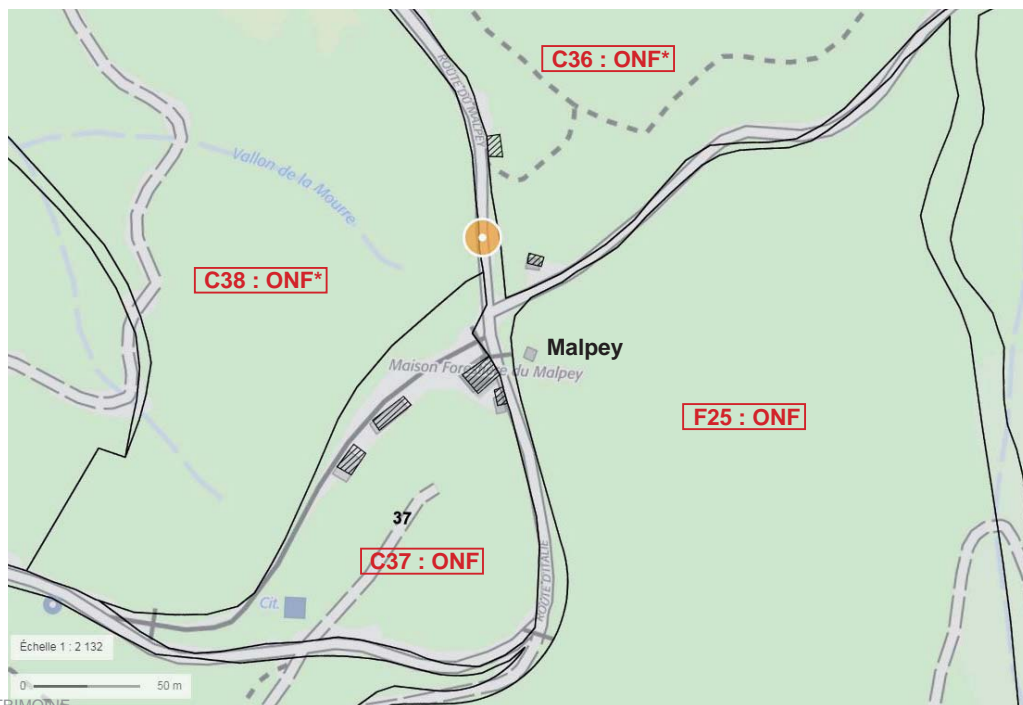 C36 : ONF*
ROUTE DU MALPEY
Vallon de la Mourre
C38 : ONF*
Malpey
Maison Forestière du Malpey
F25 : ONF
37
C37 : ONF
ROUTE D'ITALIE
Cit.
Échelle 1 : 2 132
0 50 m